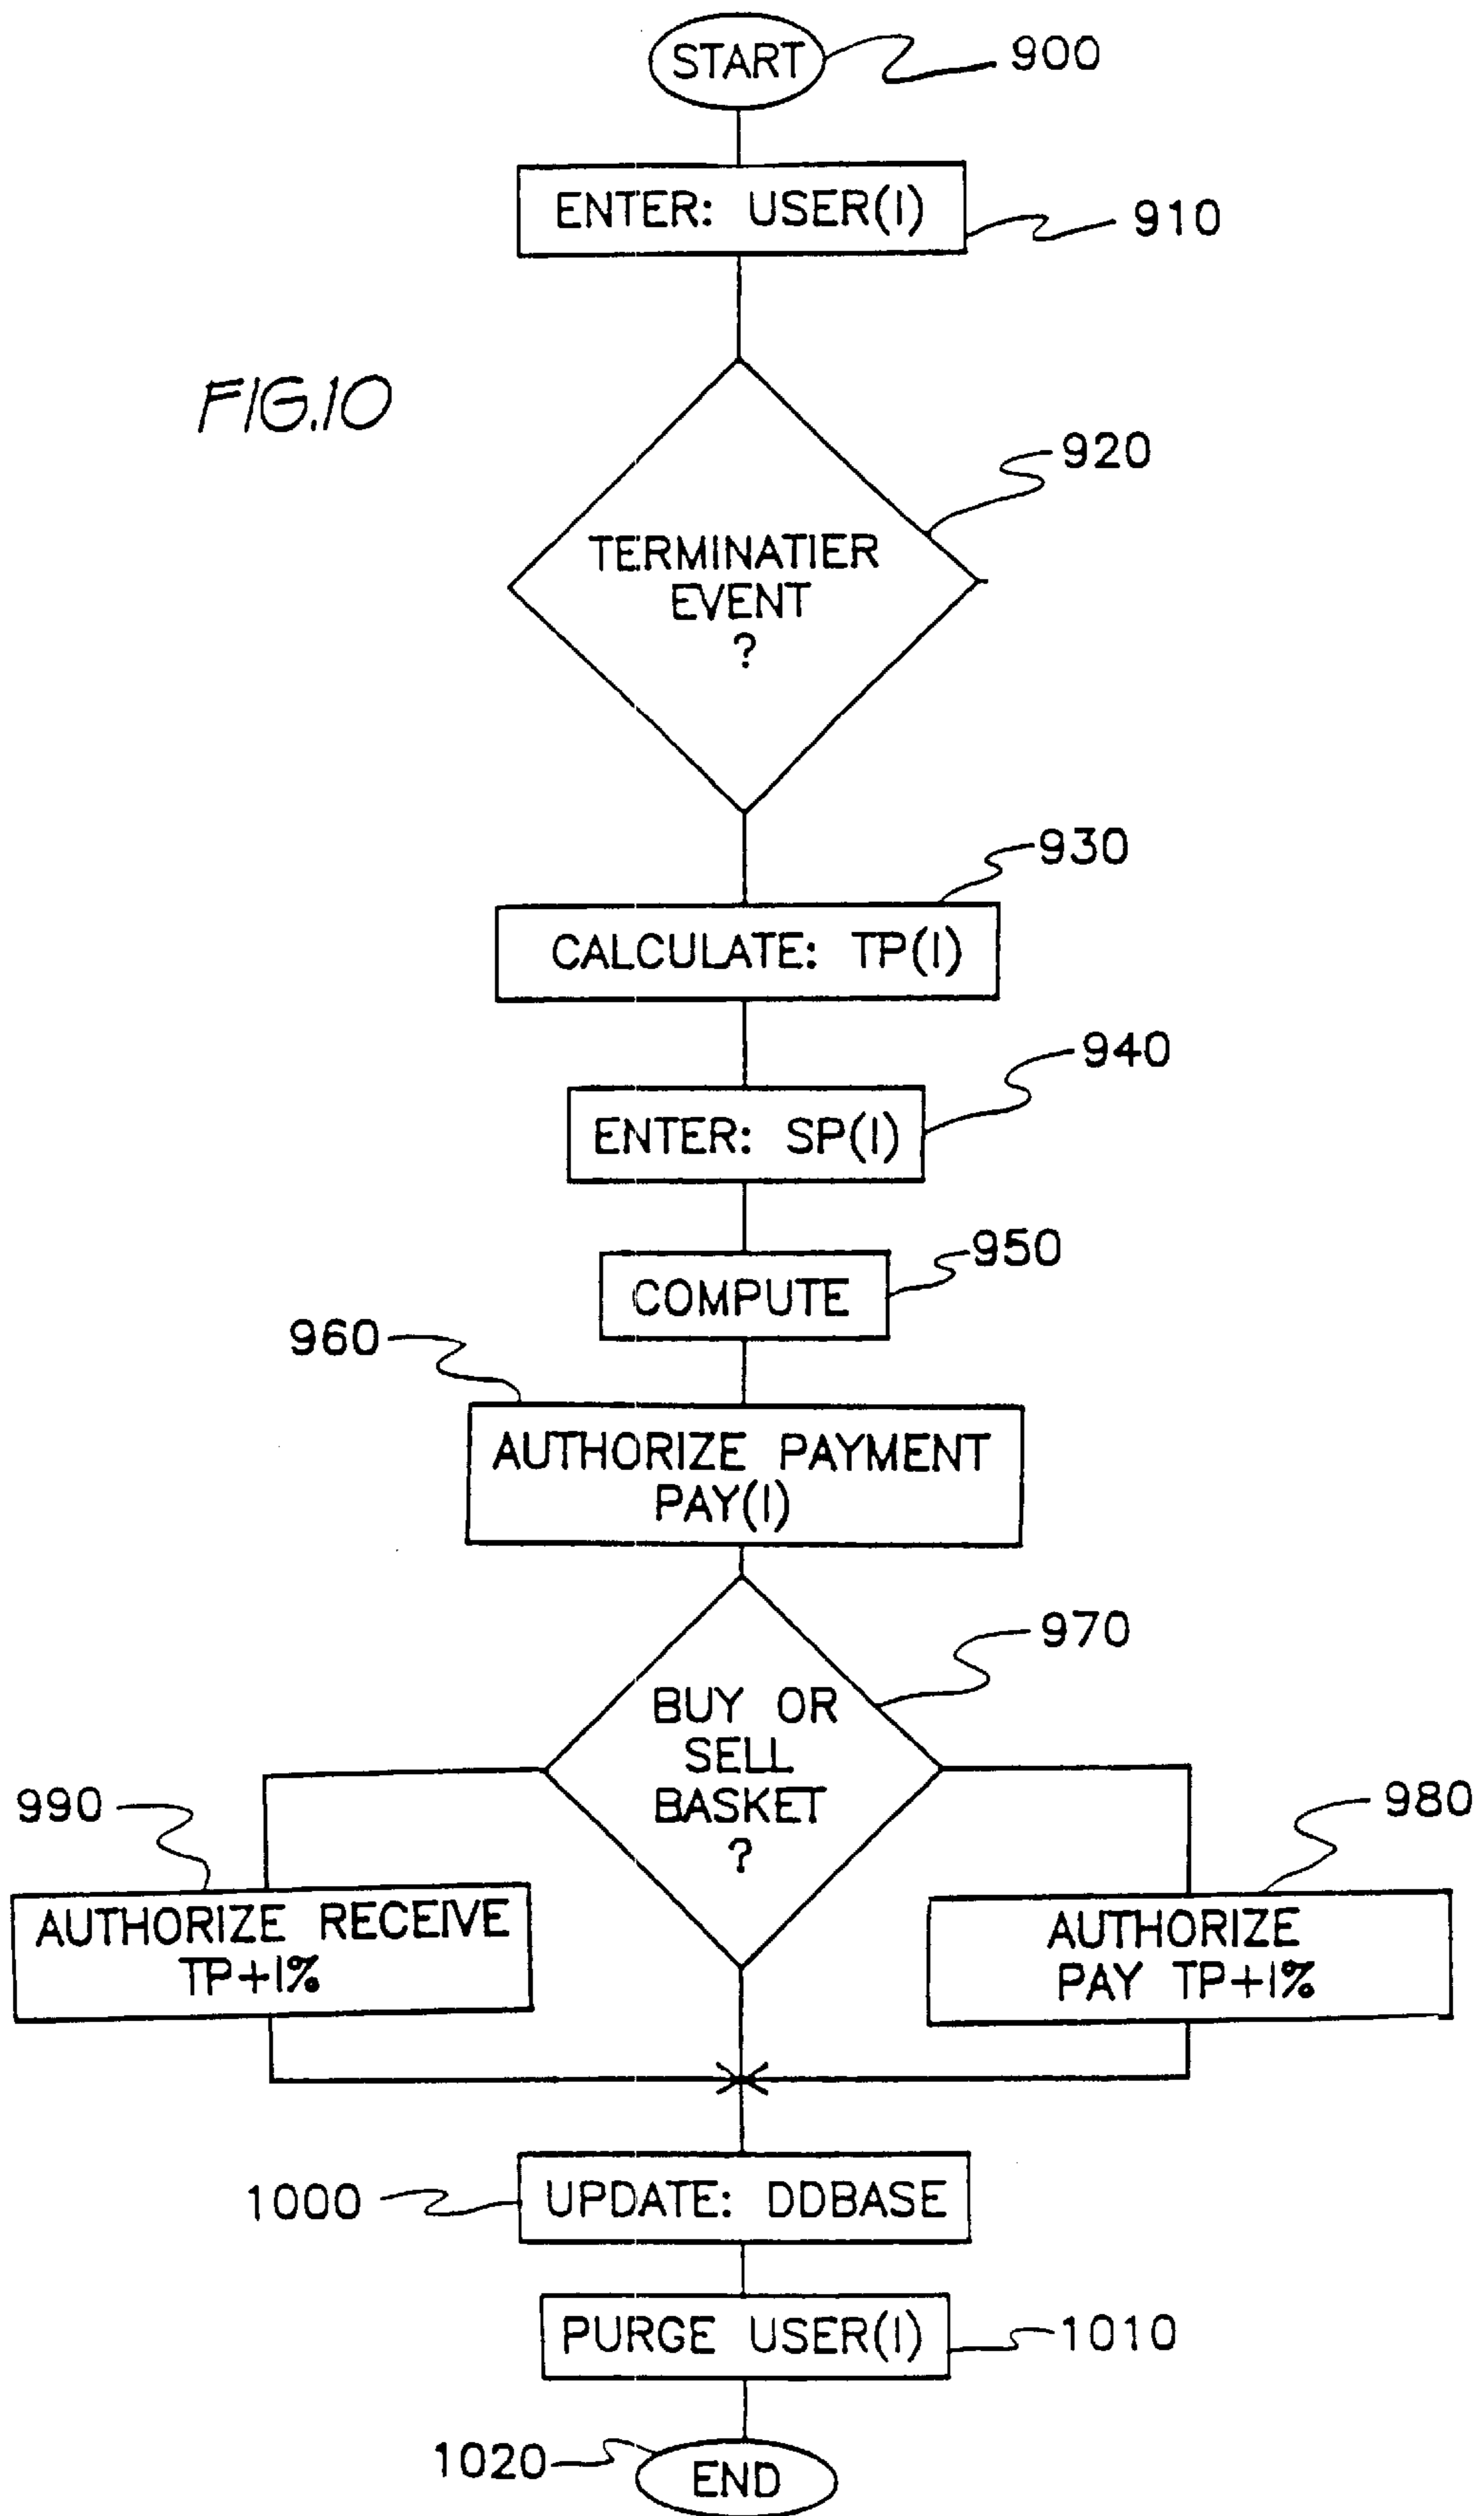 START
900
ENTER: USER(I)
910
FIG.10
920
TERMINATIER
EVENT
?
930
CALCULATE: TP(I)
940
ENTER: SP(I)
950
COMPUTE
960
AUTHORIZE PAYMENT
PAY(I)
970
BUY OR
SELL
BASKET
?
990
980
AUTHORIZE RECEIVE
TP+1%
AUTHORIZE
PAY TP+1%
1000
UPDATE: DDBASE
PURGE USER(I)
1010
1020
END